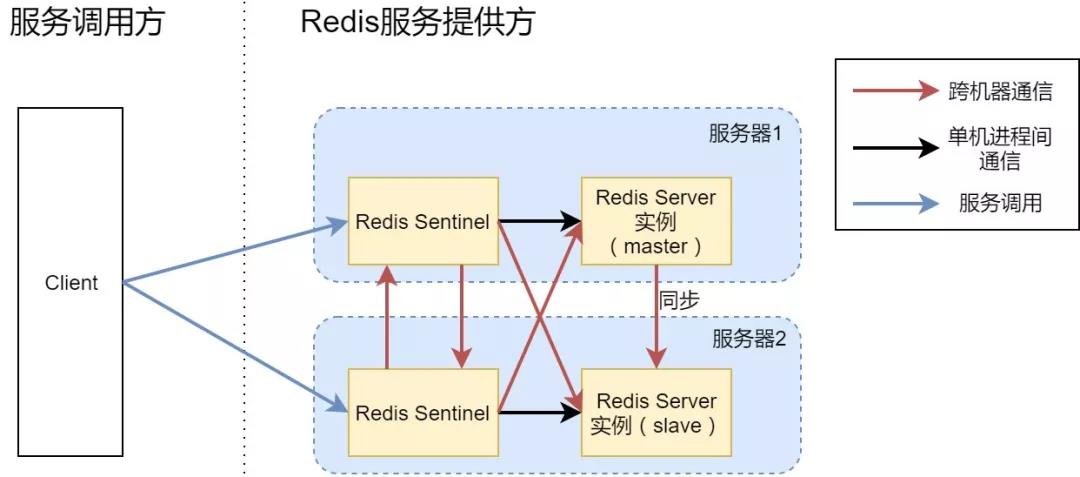 服务调用方
Redis服务提供方
跨机器通信
单机进程间
通信
服务调用
服务器1
Redis Sentinel
Redis Server
实例
（master）
Client
同步
服务器2
Redis Sentinel
Redis Server
实例（slave）